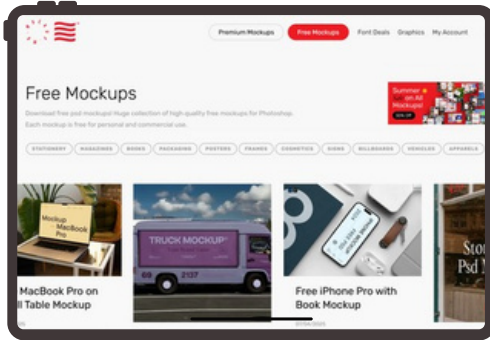 Premium Mockups
Free Mockups
Font Deals
Graphics
My Account
Free Mockups
Download free psd mockups! Huge collection of high-quality free mockups for Photoshop.
Each mockup is free for personal and commercial use.
Summer
on All
Mockups!
STATIONERY
MAGAZINES
BOOKS
PACKAGING
POSTERS
FRAMES
COSMETICS
SIGNS
BILLBOARDS
VEHICLES
APPARELS
Mockup
MacBook
Pro
TRUCK MOCKUP
69 2137
MacBook Pro on
ll Table Mockup
Free iPhone Pro with
Book Mockup